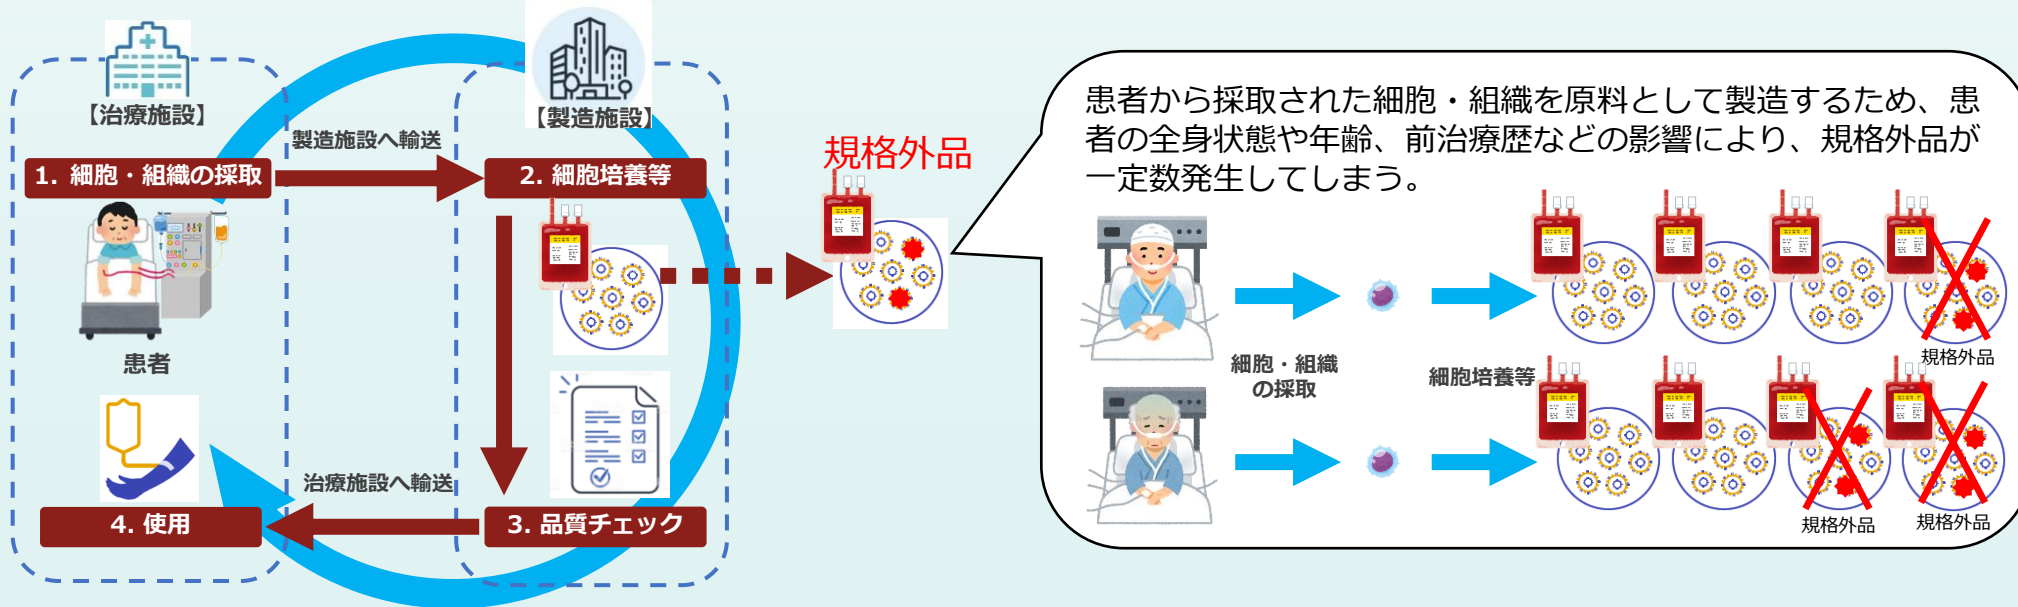 【治療施設】
【製造施設】
製造施設へ輸送
1. 細胞・組織の採取
2. 細胞培養等
患者
治療施設へ輸送
4. 使用
3. 品質チェック
規格外品
患者から採取された細胞・組織を原料として製造するため、患
者の全身状態や年齢、前治療歴などの影響により、規格外品が
一定数発生してしまう。
細胞・組織
の採取
細胞培養等
規格外品
規格外品
規格外品